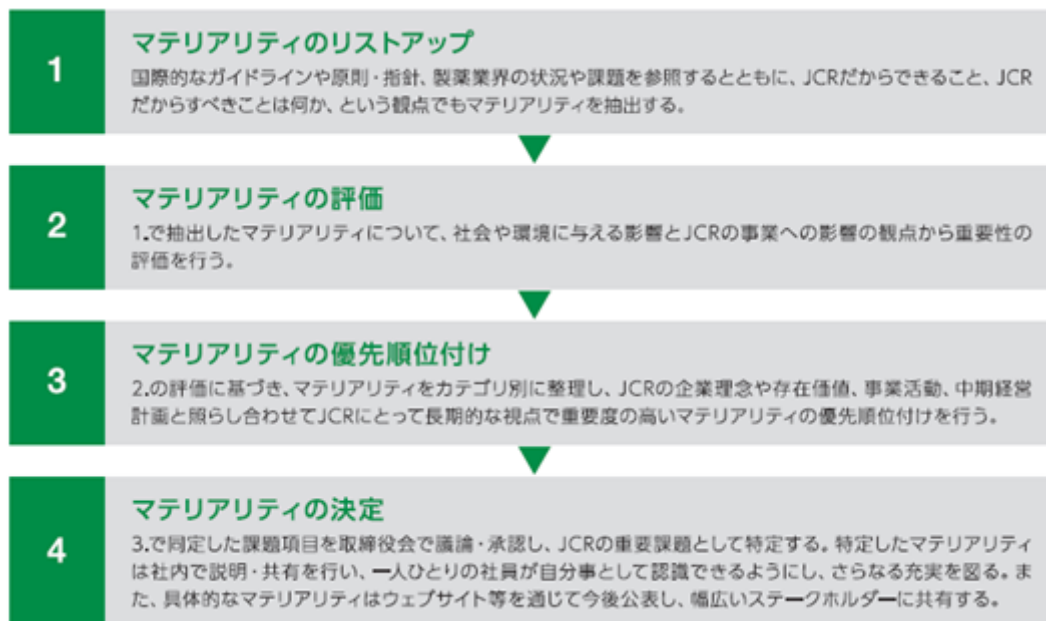 1
マテリアリティのリストアップ
国際的なガイドラインや原則・指針、製薬業界の状況や課題を参照するとともに、JCRだからできること、JCR
だからすべきことは何か、という観点でもマテリアリティを抽出する。
2
マテリアリティの評価
1.で抽出したマテリアリティについて、社会や環境に与える影響とJCRの事業への影響の観点から重要性の
評価を行う。
3
マテリアリティの優先順位付け
2.の評価に基づき、マテリアリティをカテゴリ別に整理し、JCRの企業理念や存在価値、事業活動、中期経営
計画と照らし合わせてJCRにとって長期的な視点で重要度の高いマテリアリティの優先順位付けを行う。
4
マテリアリティの決定
3.で同定した課題項目を取締役会で議論・承認し、JCRの重要課題として特定する。特定したマテリアリティ
は社内で説明・共有を行い、一人ひとりの社員が自分事として認識できるようにし、さらなる充実を図る。ま
た、具体的なマテリアリティはウェブサイト等を通じて今後公表し、幅広いステークホルダーに共有する。